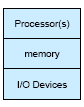 Processor(s)
memory
I/O Devices